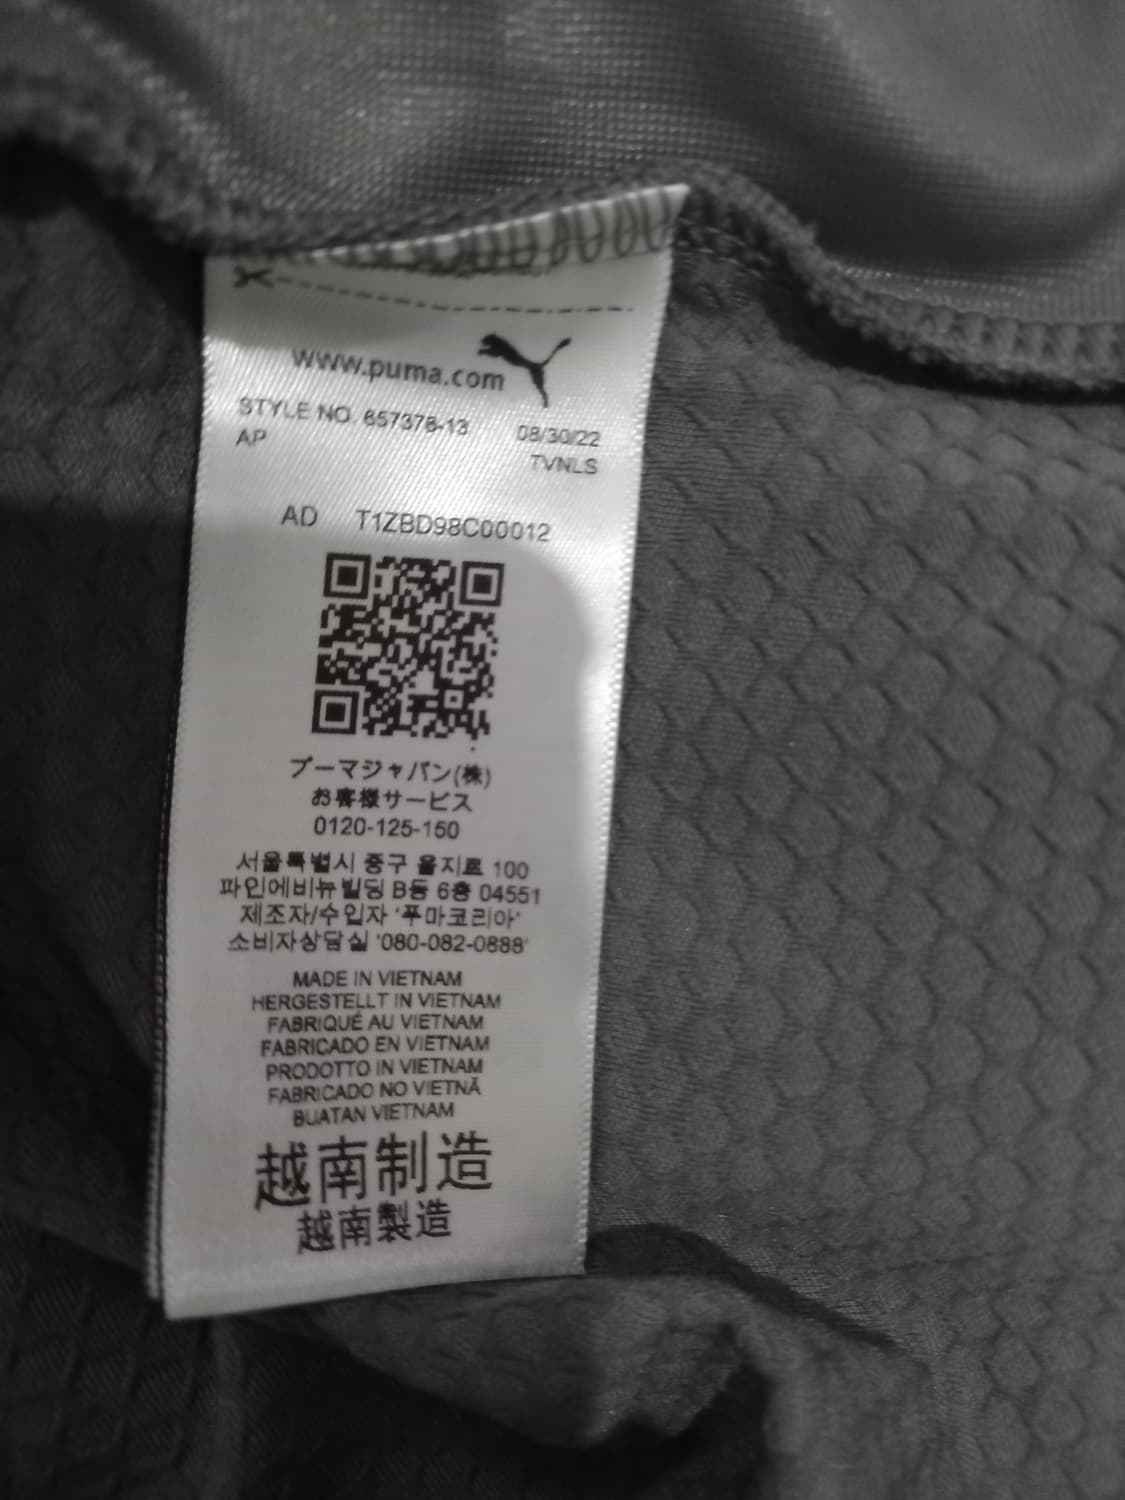 www.puma.com
STYLE NO. 657378-13 08/30/22
AP TVNLS
AD T1ZBD98C00012
プーマジャパン(株)
お客様サービス
0120-125-150
서울특별시 중구 을지로 100
파인에비뉴빌딩 B동 6층 04551
제조자/수입자 '푸마코리아'
소비자상담실 '080-082-0888'
MADE IN VIETNAM
HERGESTELLT IN VIETNAM
FABRIQUÉ AU VIETNAM
FABRICADO EN VIETNAM
PRODOTTO IN VIETNAM
FABRICADO NO VIETNÃ
BUATAN VIETNAM
越南制造
越南製造